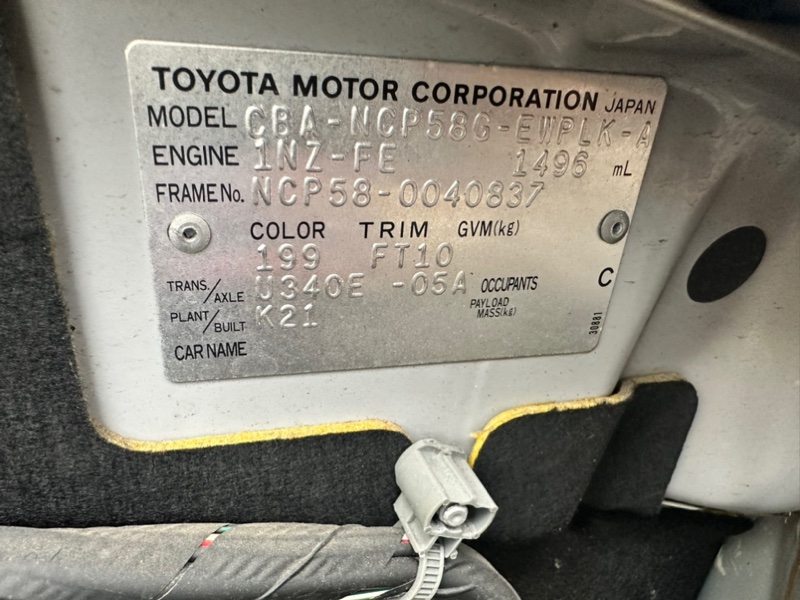 TOYOTA MOTOR CORPORATION JAPAN
MODEL CBA-NCP58G-EWPLK-A
ENGINE 1NZ-FE 1496 mL
FRAME No. NCP58-0040837
COLOR TRIM GVM(kg)
199 FT10
TRANS./AXLE U340E -05A OCCUPANTS C
PLANT/BUILT K21 PAYLOAD MASS(kg)
CAR NAME
30881